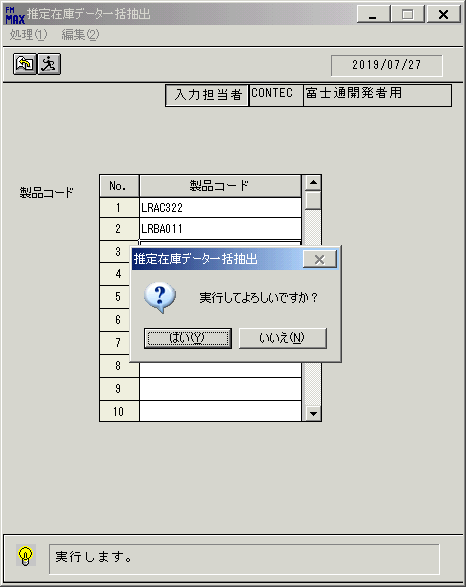 FM MAX 推定在庫データ一括抽出
処理(1) 編集(2)
2019/07/27
入力担当者 CONTEC 富士通開発者用
製品コード
No. 製品コード
1 LRAC322
2 LRBA011
3
4
5
6
7
8
9
10
推定在庫データ一括抽出
実行してよろしいですか？
はい(Y) いいえ(N)
実行します。